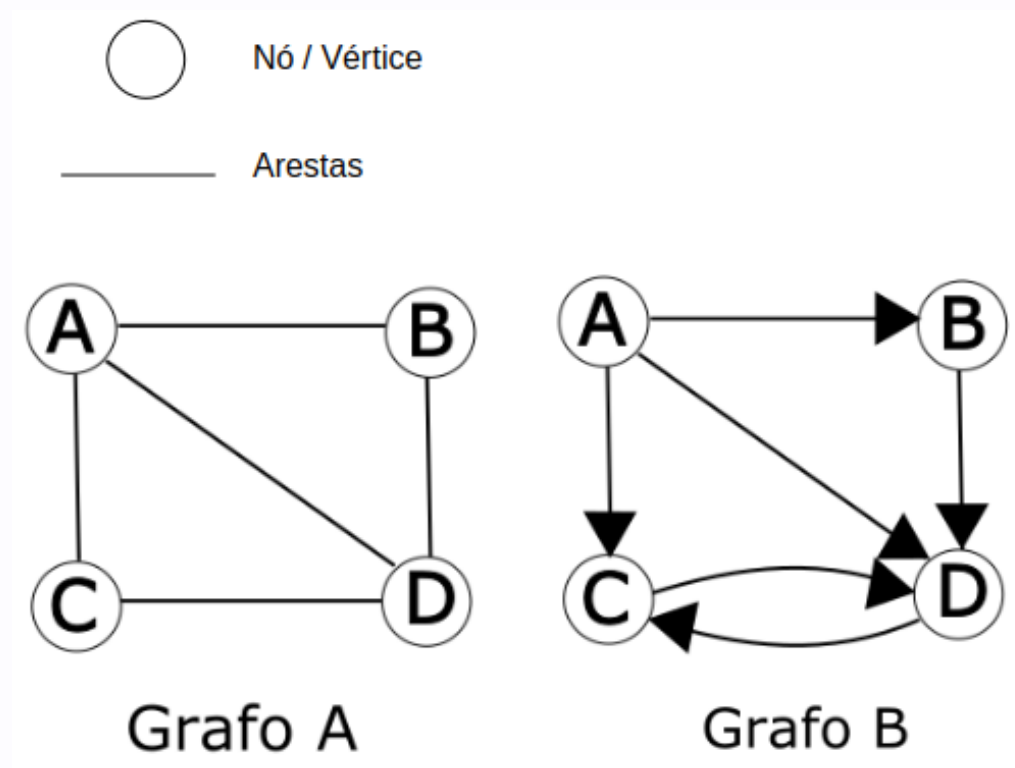 Nó / Vértice
Arestas
A B
C D
Grafo A
A B
C D
Grafo B